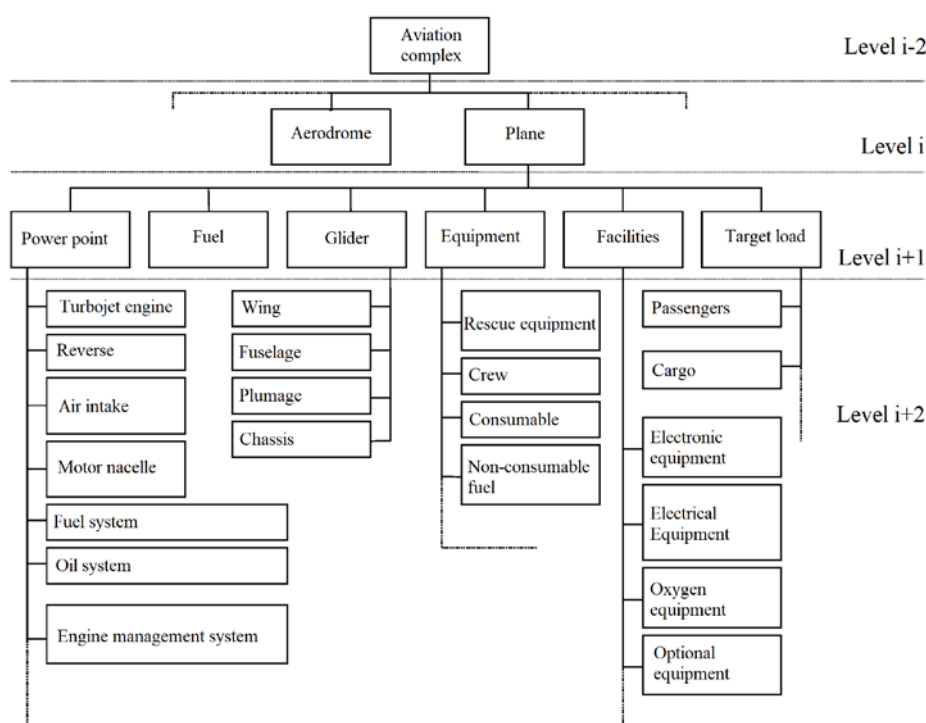 Aviation
complex
Level i-2
Aerodrome
Plane
Level i
Power point
Fuel
Glider
Equipment
Facilities
Target load
Level i+1
Turbojet engine
Reverse
Air intake
Motor nacelle
Fuel system
Oil system
Engine management system
Wing
Fuselage
Plumage
Chassis
Rescue equipment
Crew
Consumable
Non-consumable
fuel
Passengers
Cargo
Electronic
equipment
Electrical
Equipment
Oxygen
equipment
Optional
equipment
Level i+2